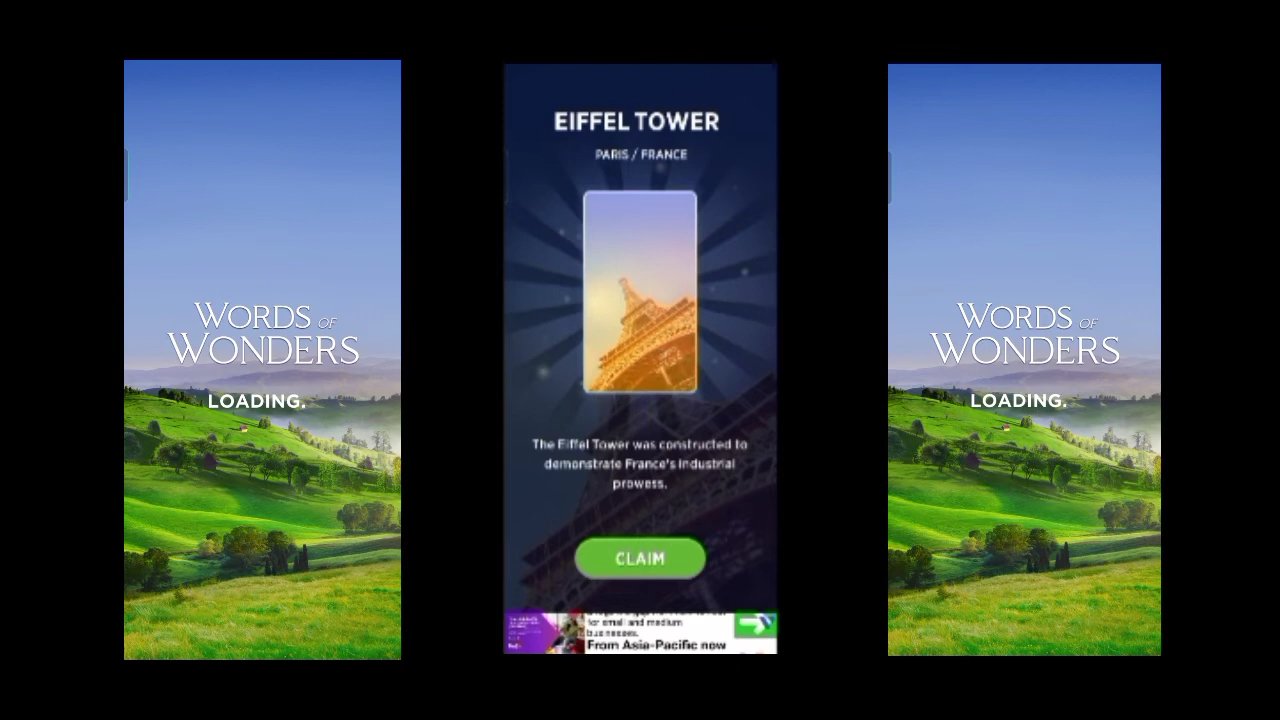 WORDS OF
WONDERS
LOADING.
EIFFEL TOWER
PARIS / FRANCE
The Eiffel Tower was constructed to
demonstrate France's industrial
prowess.
CLAIM
for small and medium
businesses.
From Asia-Pacific now
WORDS OF
WONDERS
LOADING.